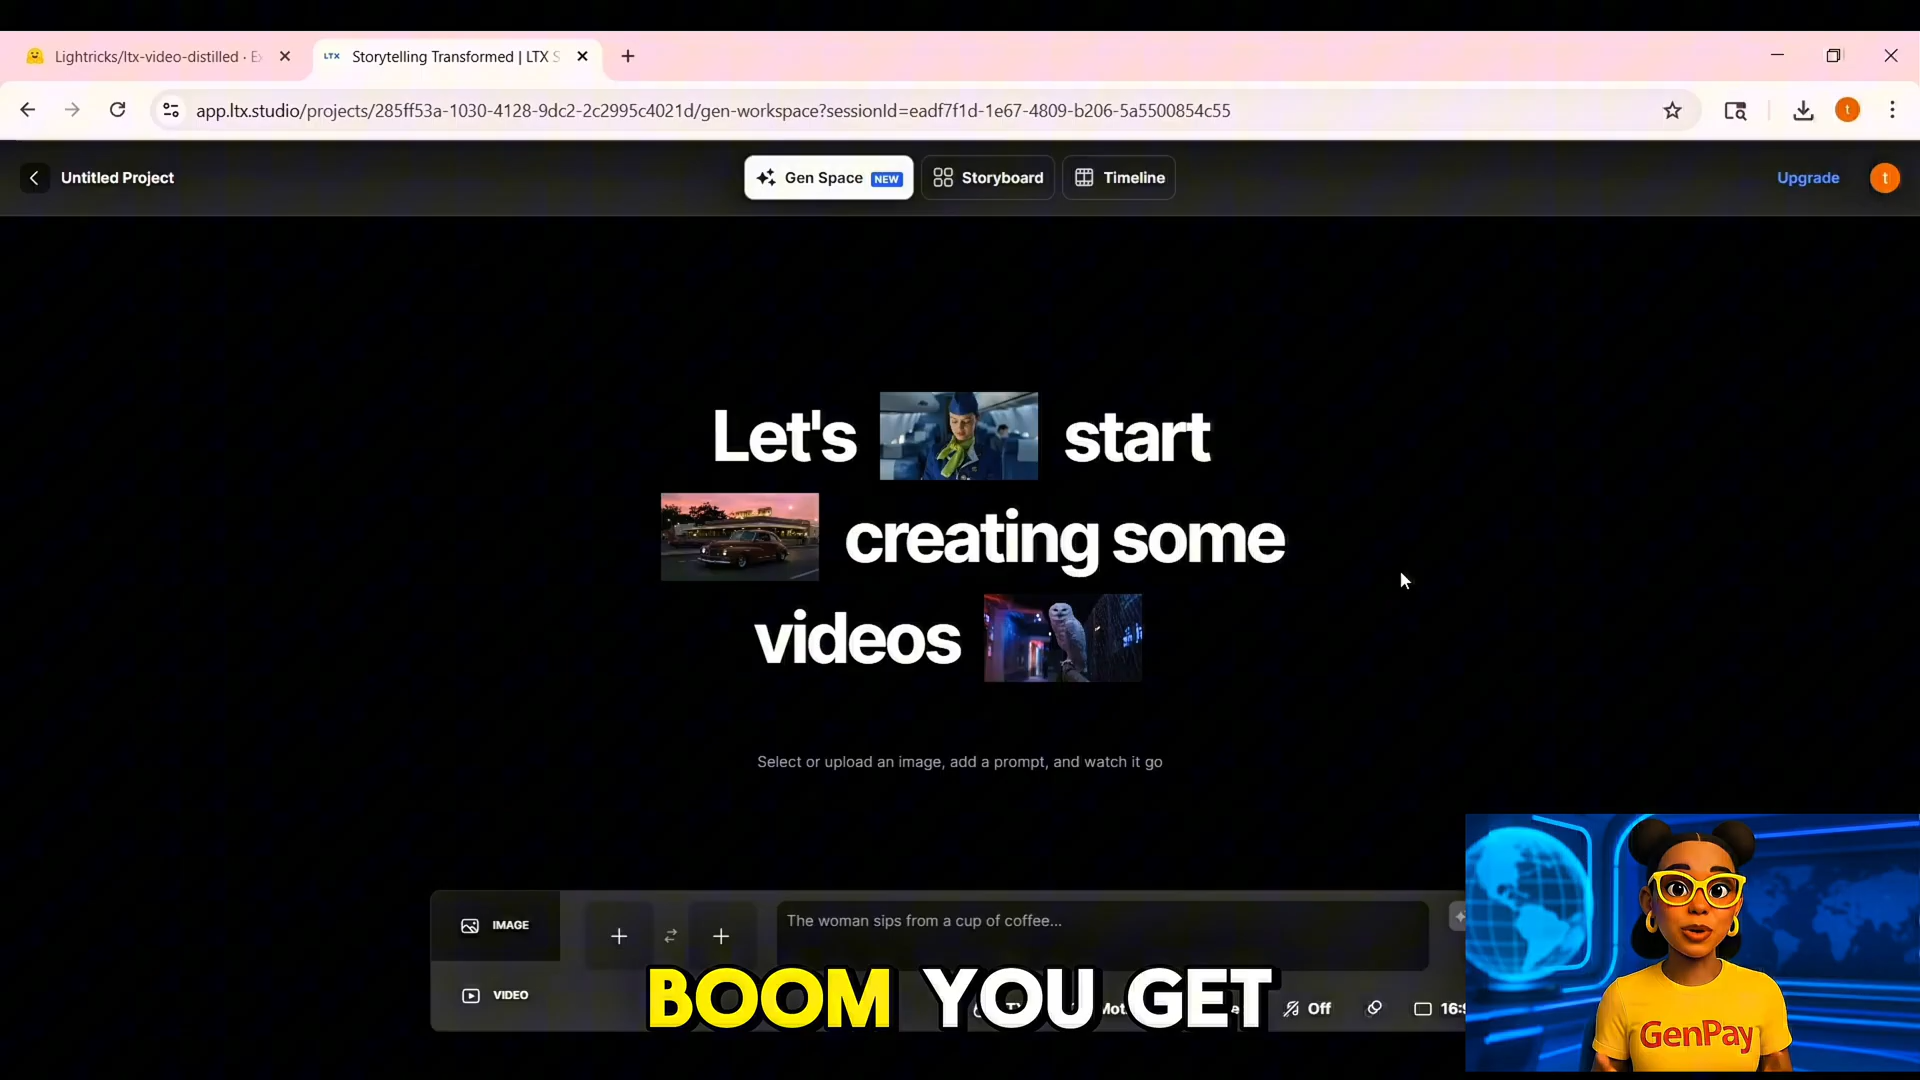 Lightricks/ltx-video-distilled · Ex
LTX Storytelling Transformed | LTX S
app.ltx.studio/projects/285ff53a-1030-4128-9dc2-2c2995c4021d/gen-workspace?sessionId=eadf7f1d-1e67-4809-b206-5a5500854c55
t
Untitled Project
Gen Space NEW
Storyboard
Timeline
Upgrade
t
Let's start
creating some
videos
Select or upload an image, add a prompt, and watch it go
IMAGE
The woman sips from a cup of coffee...
VIDEO
BOOM YOU GET
Off
GenPay